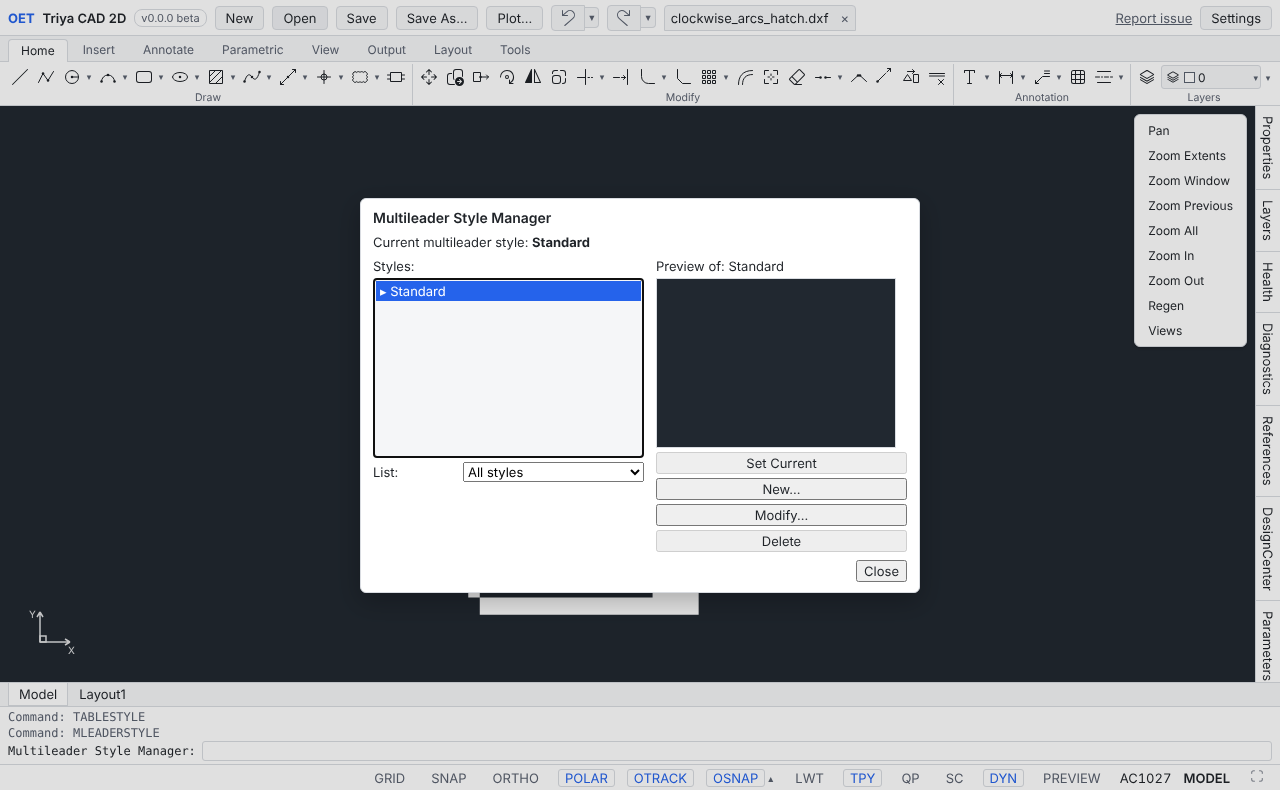 OET Triya CAD 2D v0.0.0 beta New Open Save Save As... Plot... clockwise_arcs_hatch.dxf × Report issue Settings
Home Insert Annotate Parametric View Output Layout Tools
0
Draw Modify Annotation Layers
Pan
Zoom Extents
Zoom Window
Zoom Previous
Zoom All
Zoom In
Zoom Out
Regen
Views
Properties
Layers
Health
Diagnostics
References
DesignCenter
Parameters
Multileader Style Manager
Current multileader style: Standard
Styles:
▸ Standard
List: All styles
Preview of: Standard
Set Current
New...
Modify...
Delete
Close
Y
X
Model Layout1
Command: TABLESTYLE
Command: MLEADERSTYLE
Multileader Style Manager:
GRID SNAP ORTHO POLAR OTRACK OSNAP ▴ LWT TPY QP SC DYN PREVIEW AC1027 MODEL